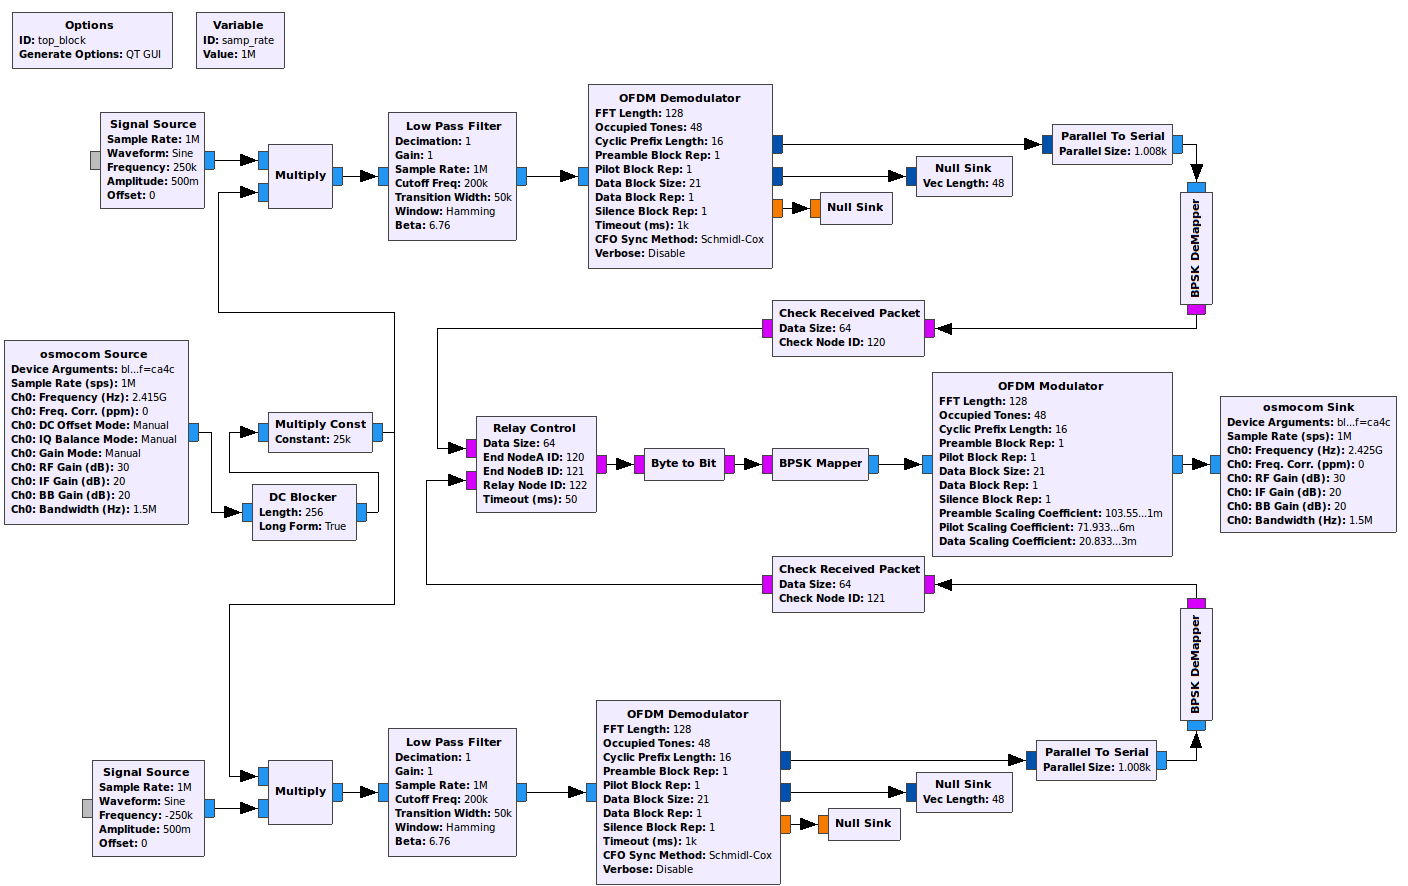 Options
ID: top_block
Generate Options: QT GUI
Variable
ID: samp_rate
Value: 1M
Signal Source
Sample Rate: 1M
Waveform: Sine
Frequency: 250k
Amplitude: 500m
Offset: 0
Multiply
Low Pass Filter
Decimation: 1
Gain: 1
Sample Rate: 1M
Cutoff Freq: 200k
Transition Width: 50k
Window: Hamming
Beta: 6.76
OFDM Demodulator
FFT Length: 128
Occupied Tones: 48
Cyclic Prefix Length: 16
Preamble Block Rep: 1
Pilot Block Rep: 1
Data Block Size: 21
Data Block Rep: 1
Silence Block Rep: 1
Timeout (ms): 1k
CFO Sync Method: Schmidl-Cox
Verbose: Disable
Parallel To Serial
Parallel Size: 1.008k
Null Sink
Vec Length: 48
Null Sink
BPSK DeMapper
Check Received Packet
Data Size: 64
Check Node ID: 120
osmocom Source
Device Arguments: bl...f=ca4c
Sample Rate (sps): 1M
Ch0: Frequency (Hz): 2.415G
Ch0: Freq. Corr. (ppm): 0
Ch0: DC Offset Mode: Manual
Ch0: IQ Balance Mode: Manual
Ch0: Gain Mode: Manual
Ch0: RF Gain (dB): 30
Ch0: IF Gain (dB): 20
Ch0: BB Gain (dB): 20
Ch0: Bandwidth (Hz): 1.5M
Multiply Const
Constant: 25k
DC Blocker
Length: 256
Long Form: True
Relay Control
Data Size: 64
End NodeA ID: 120
End NodeB ID: 121
Relay Node ID: 122
Timeout (ms): 50
Byte to Bit
BPSK Mapper
OFDM Modulator
FFT Length: 128
Occupied Tones: 48
Cyclic Prefix Length: 16
Preamble Block Rep: 1
Pilot Block Rep: 1
Data Block Size: 21
Data Block Rep: 1
Silence Block Rep: 1
Preamble Scaling Coefficient: 103.55...1m
Pilot Scaling Coefficient: 71.933...6m
Data Scaling Coefficient: 20.833...3m
osmocom Sink
Device Arguments: bl...f=ca4c
Sample Rate (sps): 1M
Ch0: Frequency (Hz): 2.425G
Ch0: Freq. Corr. (ppm): 0
Ch0: RF Gain (dB): 30
Ch0: IF Gain (dB): 20
Ch0: BB Gain (dB): 20
Ch0: Bandwidth (Hz): 1.5M
Check Received Packet
Data Size: 64
Check Node ID: 121
BPSK DeMapper
Signal Source
Sample Rate: 1M
Waveform: Sine
Frequency: -250k
Amplitude: 500m
Offset: 0
Multiply
Low Pass Filter
Decimation: 1
Gain: 1
Sample Rate: 1M
Cutoff Freq: 200k
Transition Width: 50k
Window: Hamming
Beta: 6.76
OFDM Demodulator
FFT Length: 128
Occupied Tones: 48
Cyclic Prefix Length: 16
Preamble Block Rep: 1
Pilot Block Rep: 1
Data Block Size: 21
Data Block Rep: 1
Silence Block Rep: 1
Timeout (ms): 1k
CFO Sync Method: Schmidl-Cox
Verbose: Disable
Parallel To Serial
Parallel Size: 1.008k
Null Sink
Vec Length: 48
Null Sink